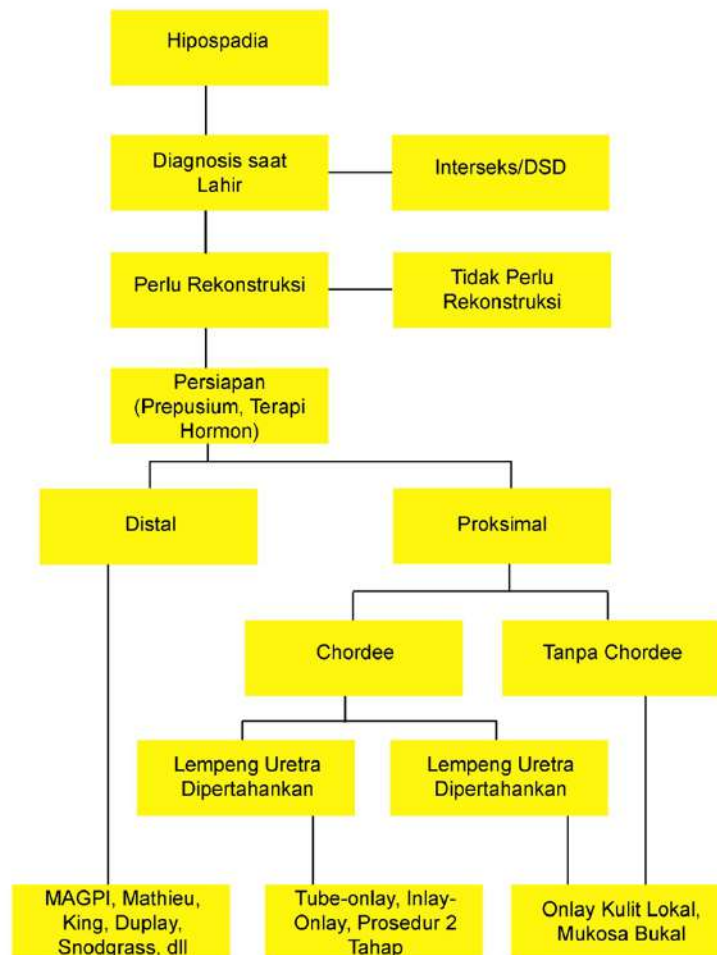 Hipospadia
Diagnosis saat
Lahir
Interseks/DSD
Perlu Rekonstruksi
Tidak Perlu
Rekonstruksi
Persiapan
(Prepusium, Terapi
Hormon)
Distal
Proksimal
Chordee
Tanpa Chordee
Lempeng Uretra
Dipertahankan
Lempeng Uretra
Dipertahankan
MAGPI, Mathieu,
King, Duplay,
Snodgrass, dll
Tube-onlay, Inlay-
Onlay, Prosedur 2
Tahap
Onlay Kulit Lokal,
Mukosa Bukal